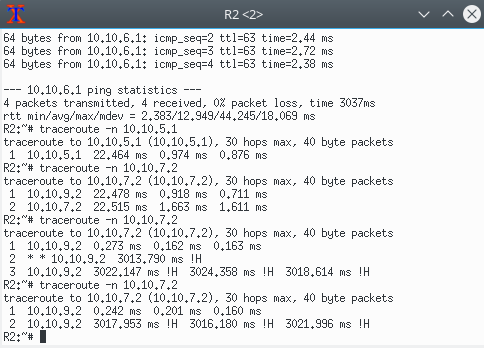 R2 <2>
64 bytes from 10.10.6.1: icmp_seq=2 ttl=63 time=2.44 ms
64 bytes from 10.10.6.1: icmp_seq=3 ttl=63 time=2.72 ms
64 bytes from 10.10.6.1: icmp_seq=4 ttl=63 time=2.38 ms
--- 10.10.6.1 ping statistics ---
4 packets transmitted, 4 received, 0% packet loss, time 3037ms
rtt min/avg/max/mdev = 2.383/12.949/44.245/18.069 ms
R2:~# traceroute -n 10.10.5.1
traceroute to 10.10.5.1 (10.10.5.1), 30 hops max, 40 byte packets
 1  10.10.5.1  22.464 ms  0.974 ms  0.876 ms
R2:~# traceroute -n 10.10.7.2
traceroute to 10.10.7.2 (10.10.7.2), 30 hops max, 40 byte packets
 1  10.10.9.2  22.478 ms  0.918 ms  0.711 ms
 2  10.10.7.2  22.515 ms  1.663 ms  1.611 ms
R2:~# traceroute -n 10.10.7.2
traceroute to 10.10.7.2 (10.10.7.2), 30 hops max, 40 byte packets
 1  10.10.9.2  0.273 ms  0.162 ms  0.163 ms
 2  * * 10.10.9.2  3013.790 ms !H
 3  10.10.9.2  3022.147 ms !H  3024.358 ms !H  3018.614 ms !H
R2:~# traceroute -n 10.10.7.2
traceroute to 10.10.7.2 (10.10.7.2), 30 hops max, 40 byte packets
 1  10.10.9.2  0.242 ms  0.201 ms  0.160 ms
 2  10.10.9.2  3017.953 ms !H  3016.180 ms !H  3021.996 ms !H
R2:~#